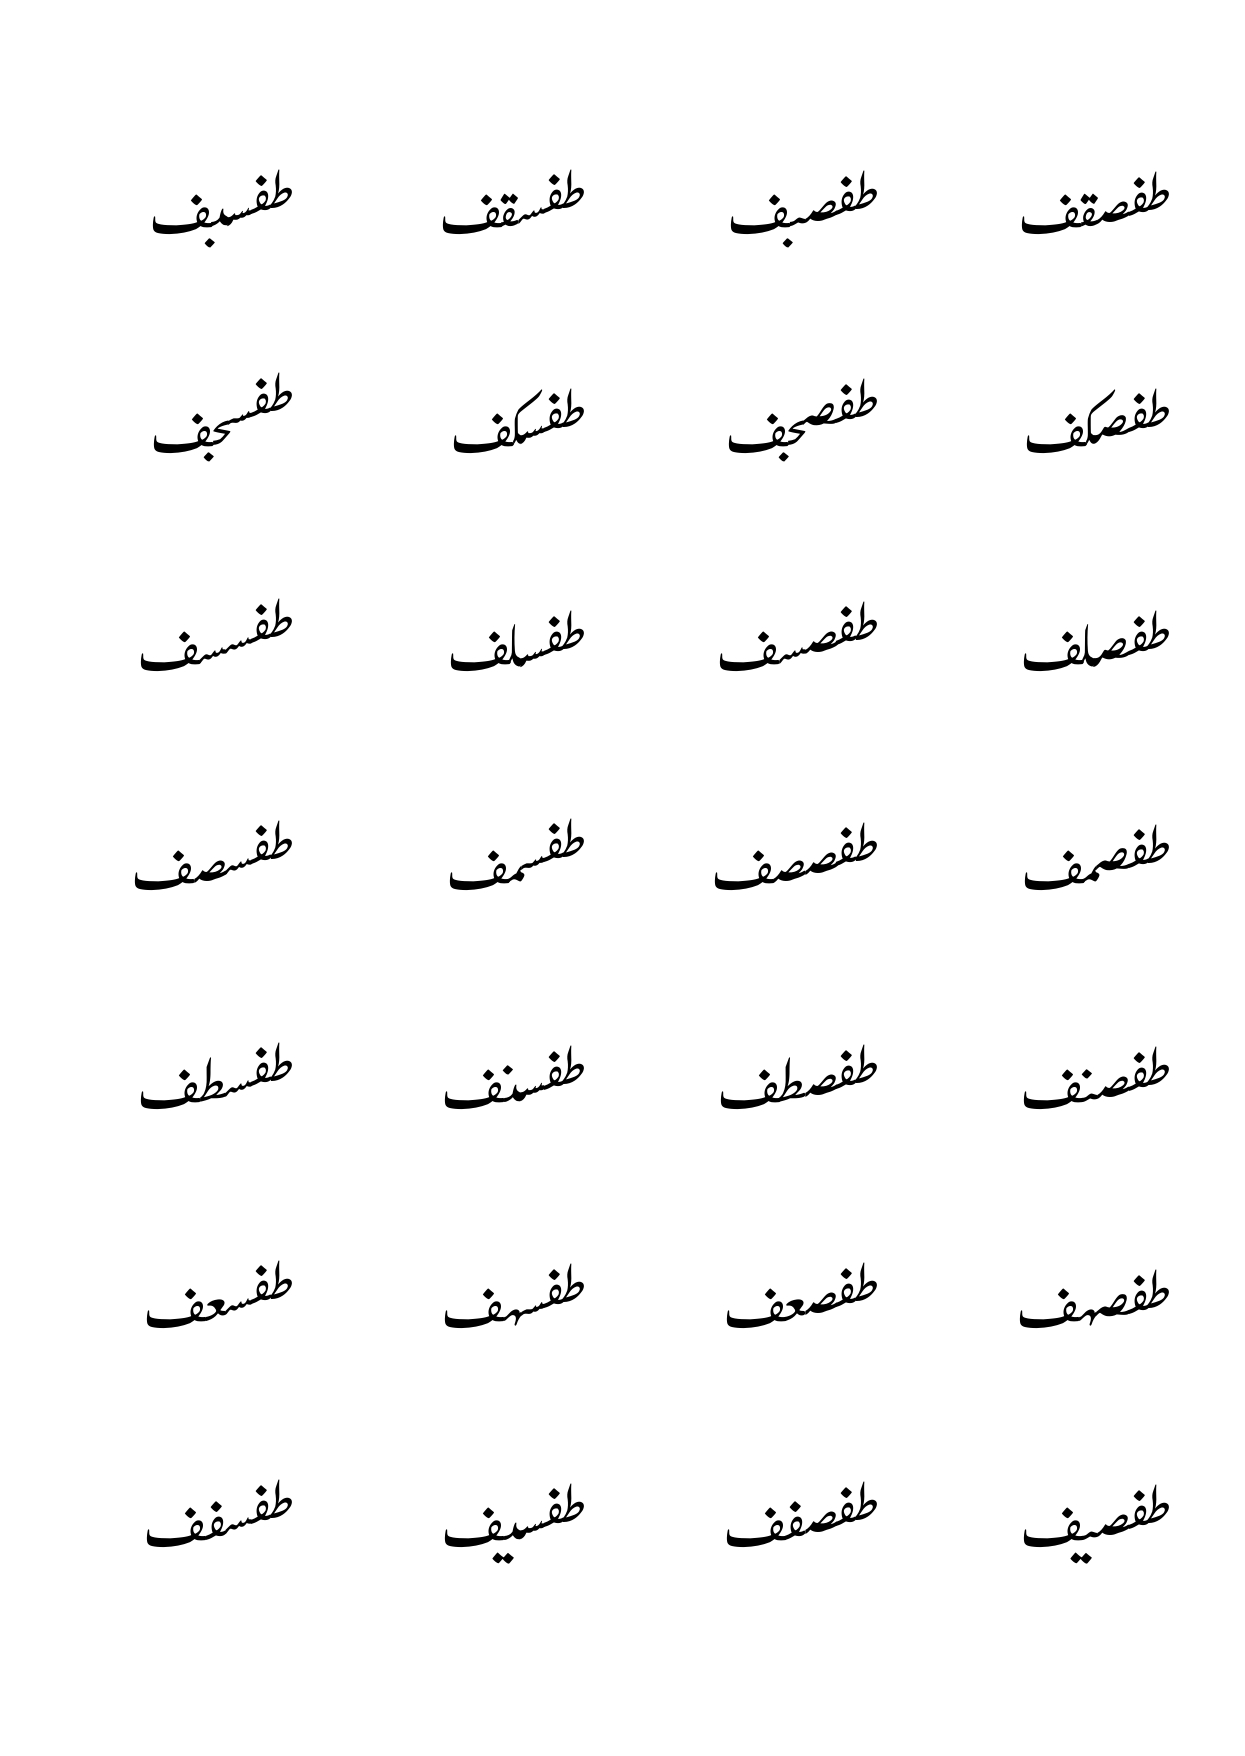 طفصقف طفصبف طفسقف طفسبف
طفصكف طفصجف طفسكف طفسجف
طفصلف طفصسف طفسلف طفسسف
طفصمف طفصصف طفسمف طفسصف
طفصنف طفصطف طفسنف طفسطف
طفصهف طفصعف طفسهف طفسعف
طفصيف طفصفف طفسيف طفسفف